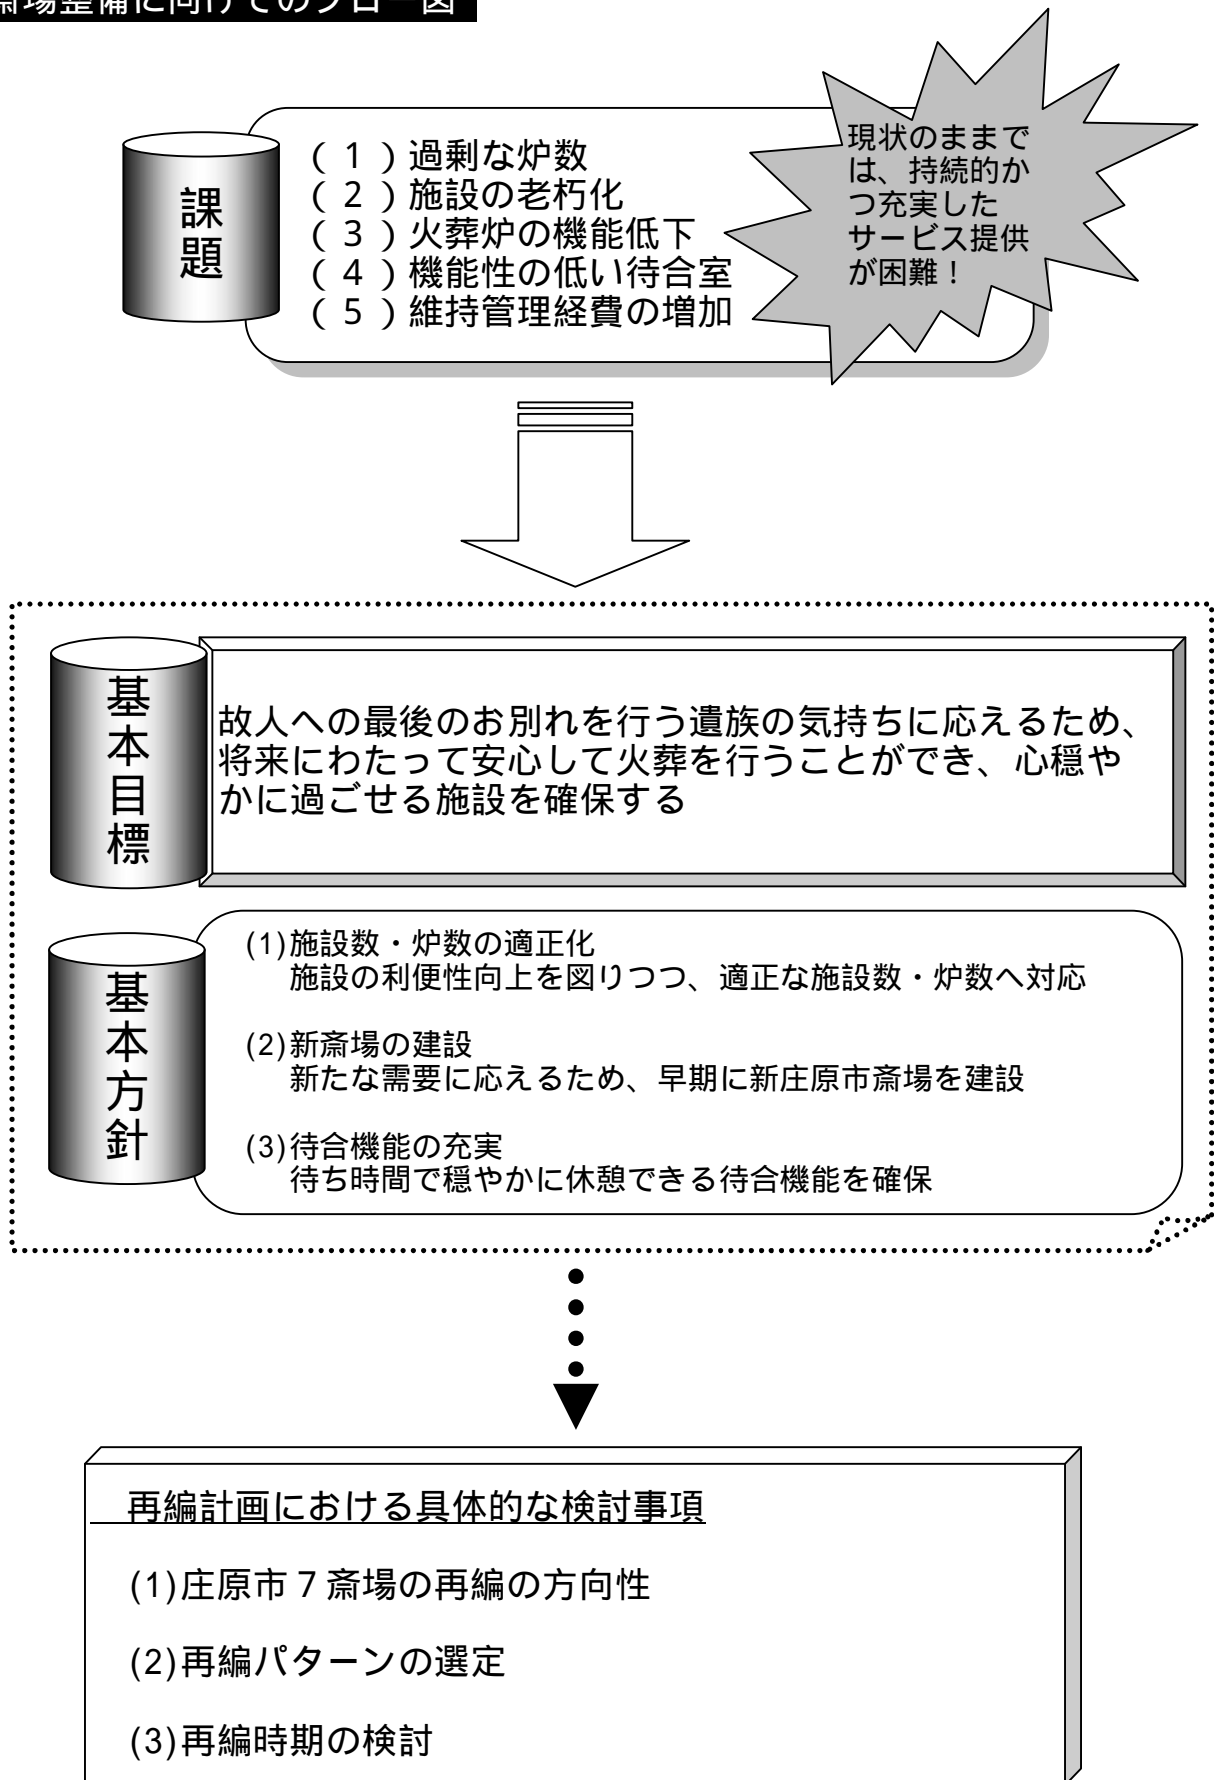 斎場整備に向けてのフロー図
課題
（１）過剰な炉数
（２）施設の老朽化
（３）火葬炉の機能低下
（４）機能性の低い待合室
（５）維持管理経費の増加
現状のままで
は、持続的か
つ充実した
サービス提供
が困難！
基本目標
故人への最後のお別れを行う遺族の気持ちに応えるため、
将来にわたって安心して火葬を行うことができ、心穏や
かに過ごせる施設を確保する
基本方針
(1)施設数・炉数の適正化
施設の利便性向上を図りつつ、適正な施設数・炉数へ対応
(2)新斎場の建設
新たな需要に応えるため、早期に新庄原市斎場を建設
(3)待合機能の充実
待ち時間で穏やかに休憩できる待合機能を確保
再編計画における具体的な検討事項
(1)庄原市７斎場の再編の方向性
(2)再編パターンの選定
(3)再編時期の検討